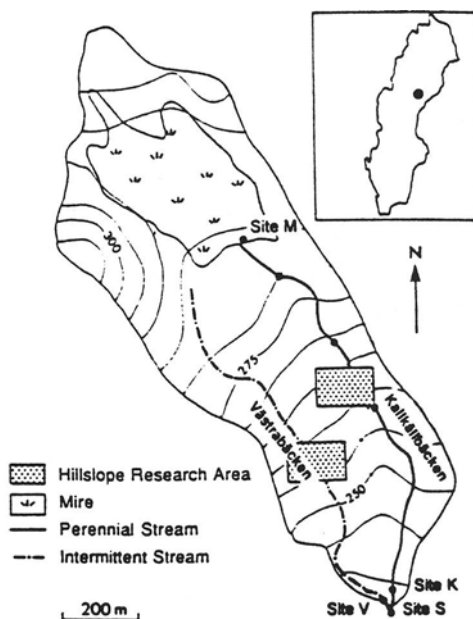 Site M
N
300
275
Västrabäcken
Kallkällbäcken
250
Hillslope Research Area
Mire
Perennial Stream
Intermittent Stream
200 m
Site K
Site V
Site S